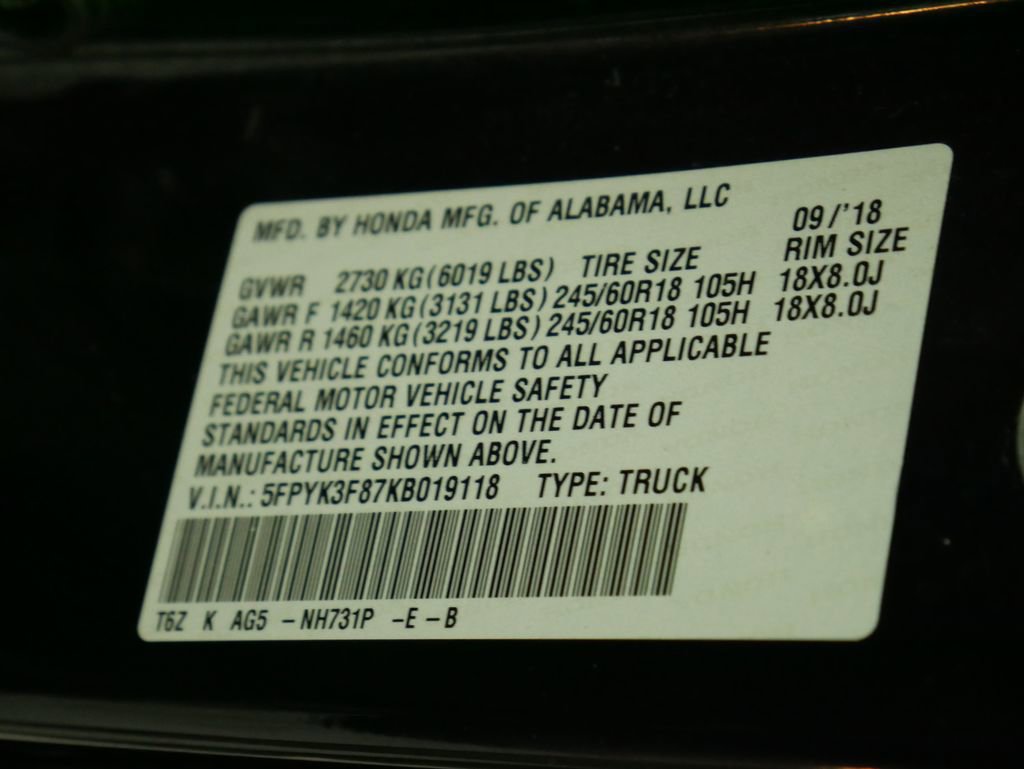 MFD. BY HONDA MFG. OF ALABAMA, LLC
09/'18
GVWR 2730 KG(6019 LBS) TIRE SIZE RIM SIZE
GAWR F 1420 KG(3131 LBS) 245/60R18 105H 18X8.0J
GAWR R 1460 KG(3219 LBS) 245/60R18 105H 18X8.0J
THIS VEHICLE CONFORMS TO ALL APPLICABLE
FEDERAL MOTOR VEHICLE SAFETY
STANDARDS IN EFFECT ON THE DATE OF
MANUFACTURE SHOWN ABOVE.
V.I.N.: 5FPYK3F87KB019118 TYPE: TRUCK
T6Z K AG5 -NH731P -E-B